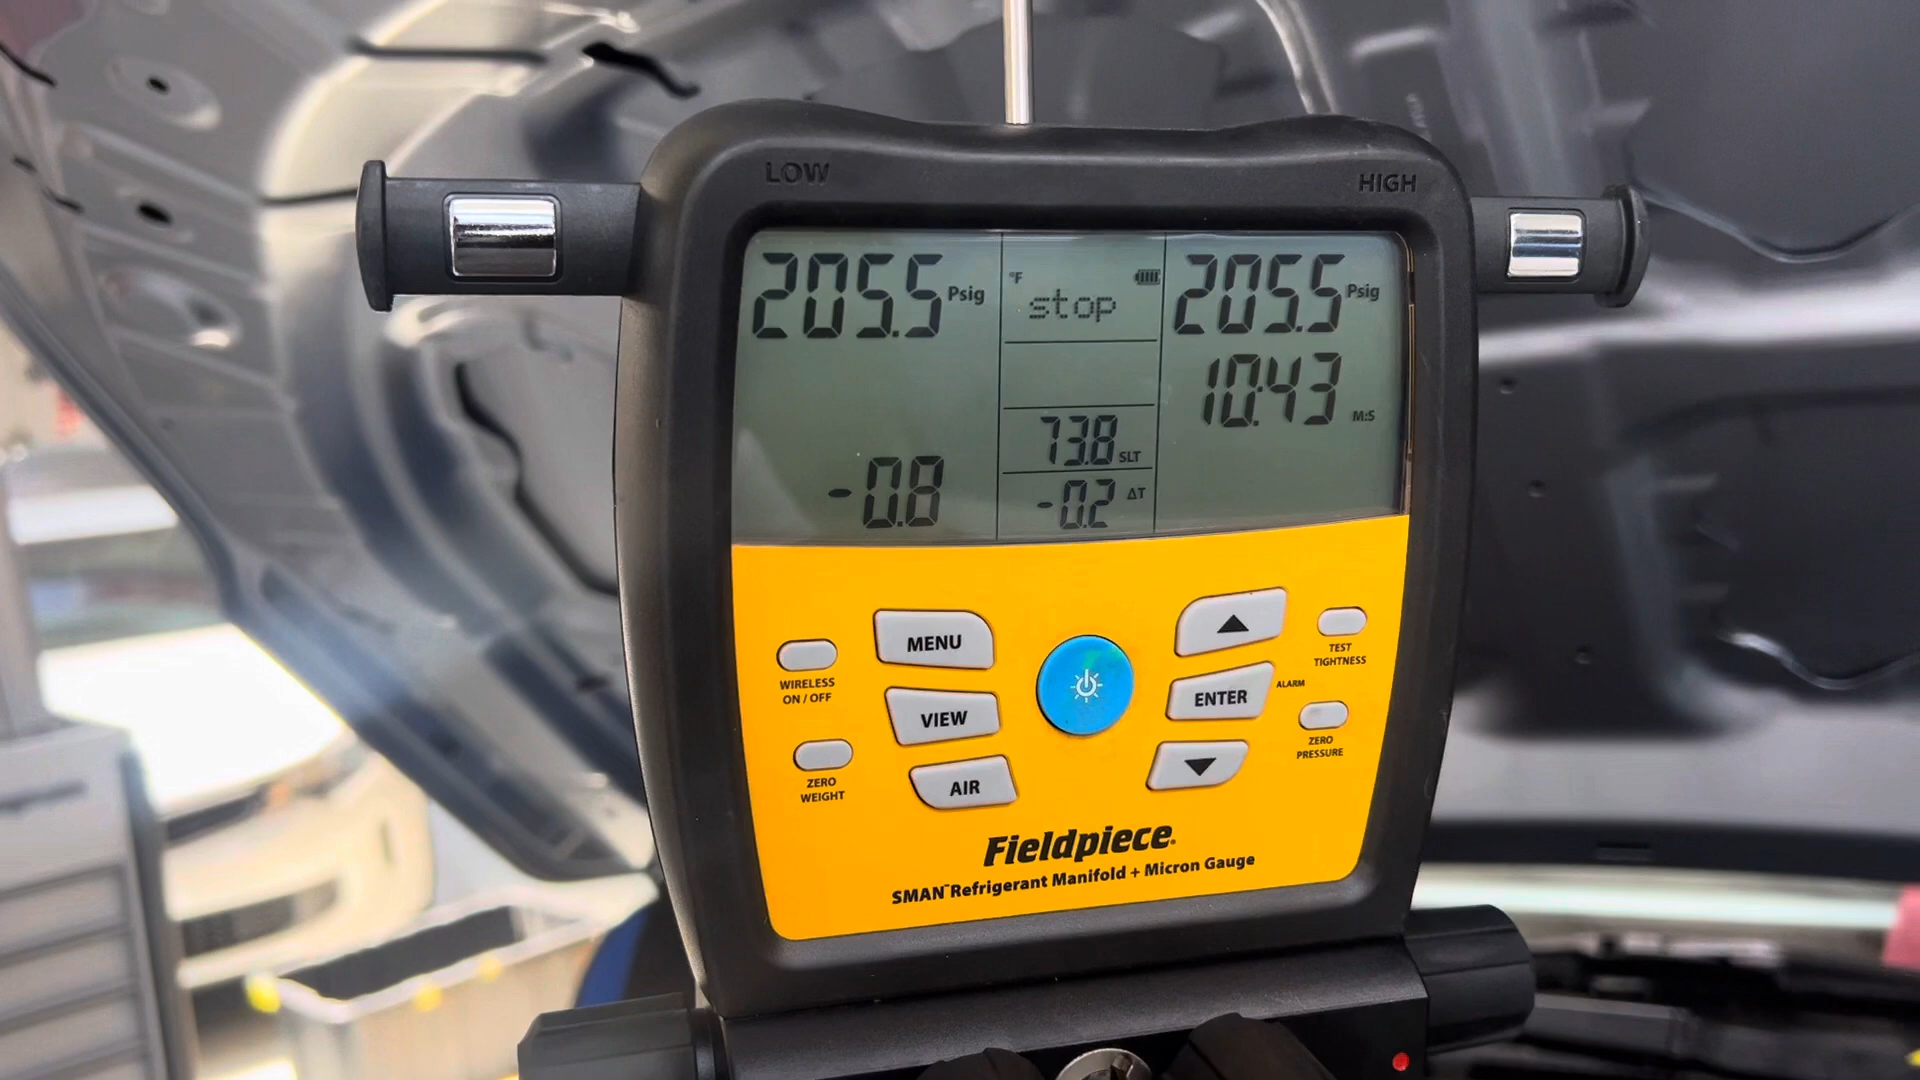 LOW
HIGH
205.5 Psig
°F
stop
205.5 Psig
10:43 M:S
73.8 SLT
-0.8
-0.2 ΔT
MENU
VIEW
AIR
WIRELESS
ON / OFF
ZERO
WEIGHT
▲
ENTER
▼
ALARM
TEST
TIGHTNESS
ZERO
PRESSURE
Fieldpiece
SMAN™ Refrigerant Manifold + Micron Gauge